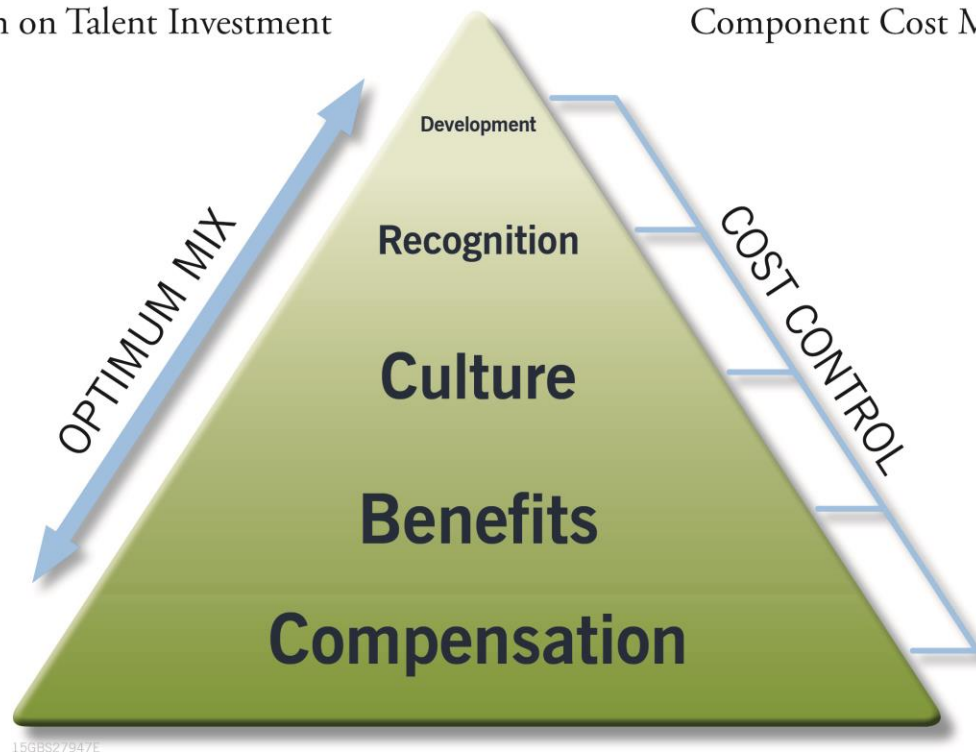 on Talent Investment
Component Cost
Development
Recognition
Culture
Benefits
Compensation
OPTIMUM MIX
COST CONTROL
15GBS27947E